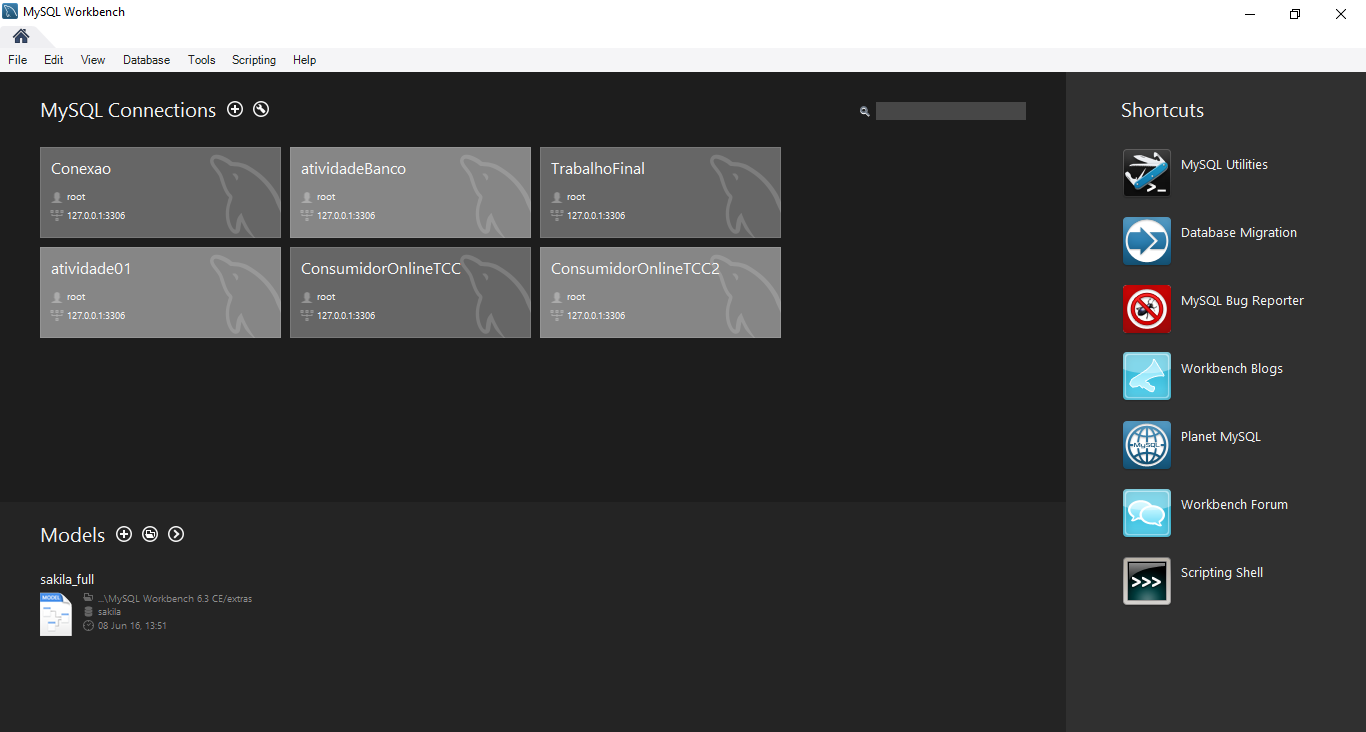 MySQL Workbench
File Edit View Database Tools Scripting Help
MySQL Connections
Conexao
root
127.0.0.1:3306
atividadeBanco
root
127.0.0.1:3306
TrabalhoFinal
root
127.0.0.1:3306
atividade01
root
127.0.0.1:3306
ConsumidorOnlineTCC
root
127.0.0.1:3306
ConsumidorOnlineTCC2
root
127.0.0.1:3306
Models
sakila_full
MODEL
...\MySQL Workbench 6.3 CE/extras
sakila
08 Jun 16, 13:51
Shortcuts
MySQL Utilities
Database Migration
MySQL Bug Reporter
Workbench Blogs
MySQL
Planet MySQL
Workbench Forum
>>>
Scripting Shell